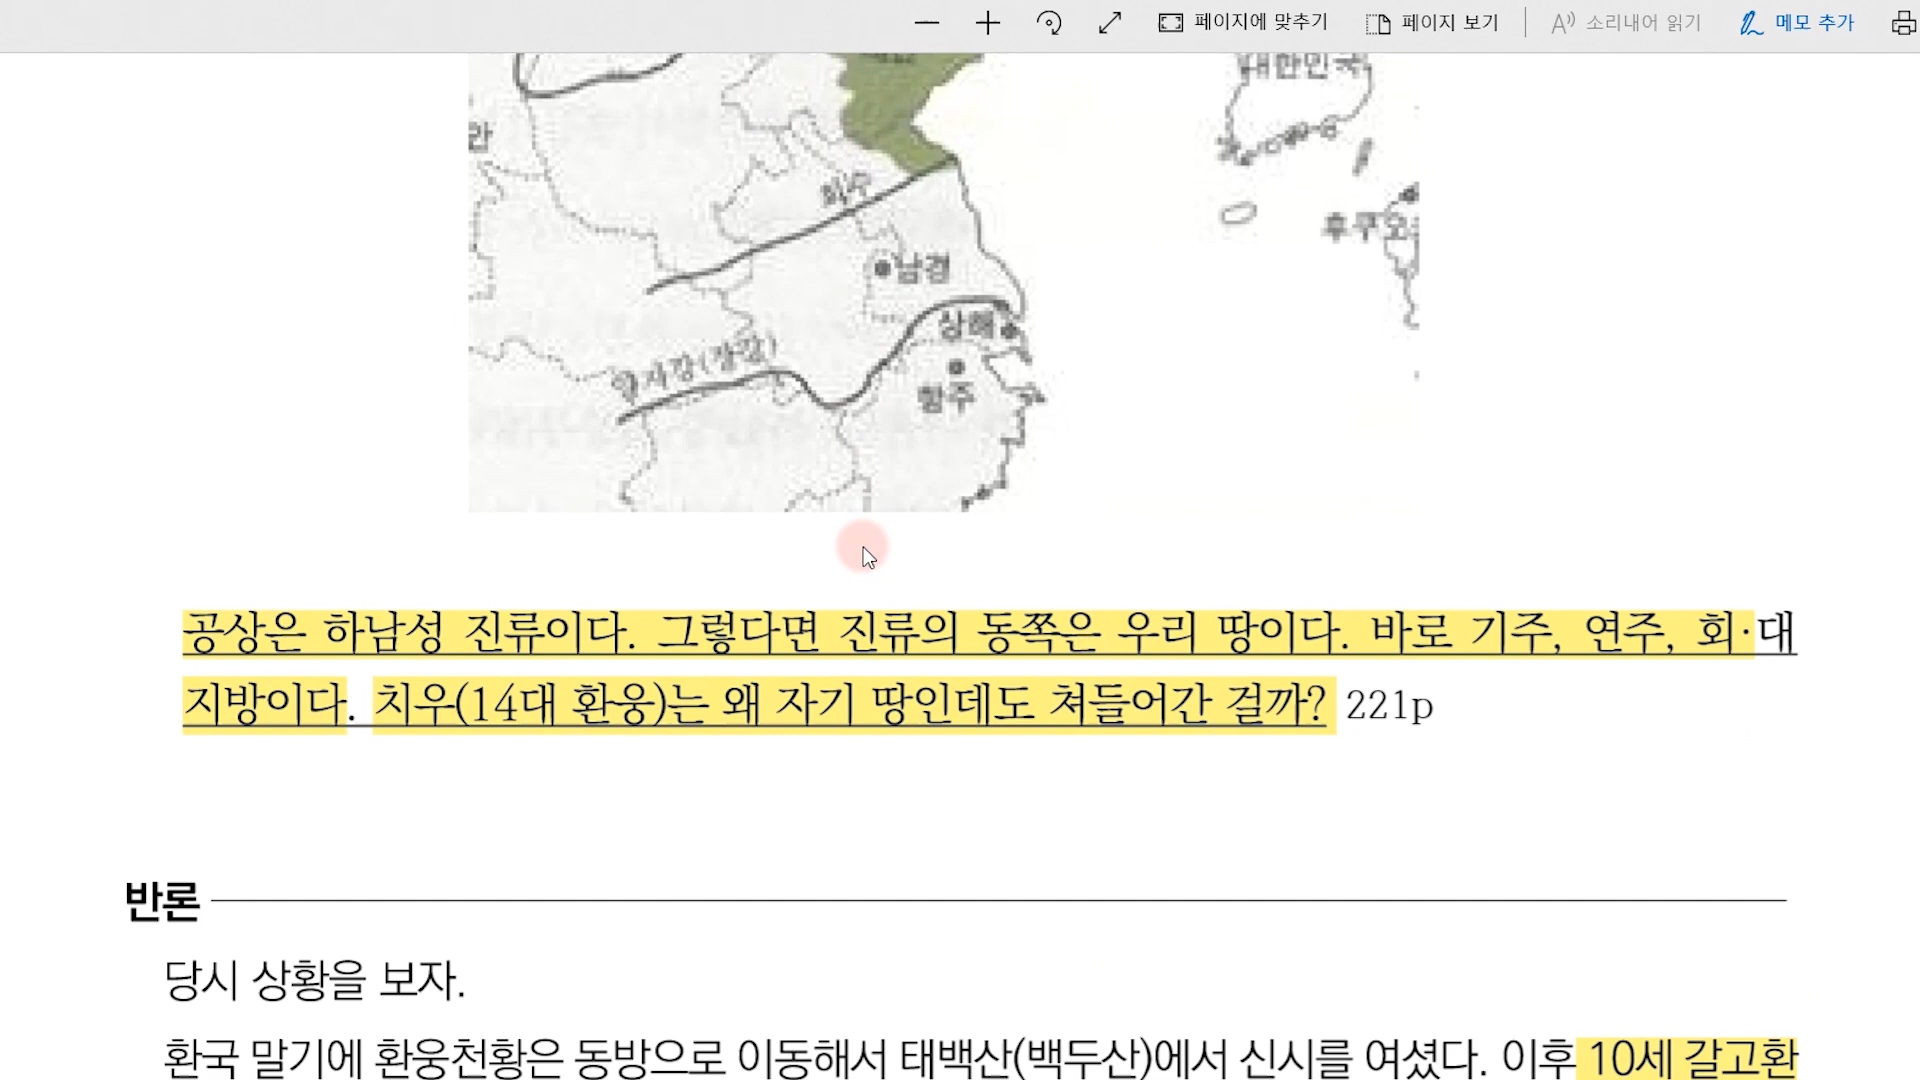 페이지에 맞추기 페이지 보기 소리내어 읽기 메모 추가
대한민국
안
회수
후쿠오
남경
상해
양자강(장강)
항주
공상은 하남성 진류이다. 그렇다면 진류의 동쪽은 우리 땅이다. 바로 기주, 연주, 회·대
지방이다. 치우(14대 환웅)는 왜 자기 땅인데도 쳐들어간 걸까? 221p
반론
당시 상황을 보자.
환국 말기에 환웅천황은 동방으로 이동해서 태백산(백두산)에서 신시를 여셨다. 이후 10세 갈고환